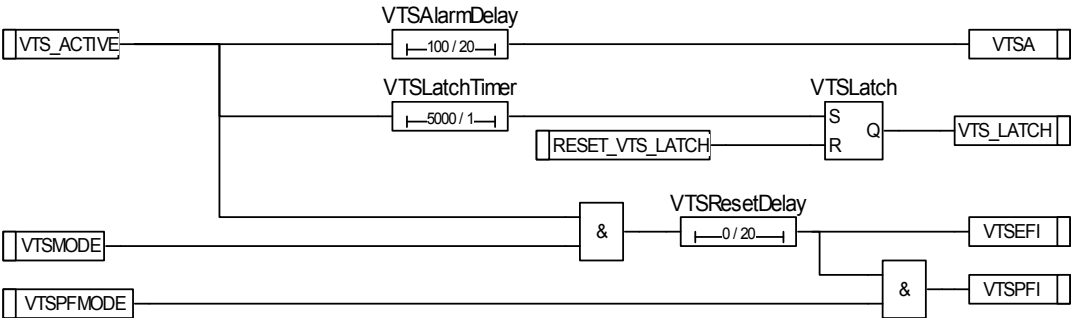 VTSAlarmDelay
VTS_ACTIVE
100 / 20
VTSA
VTSLatchTimer
VTSLatch
5000 / 1
S
Q
VTS_LATCH
RESET_VTS_LATCH
R
VTSResetDelay
&
0 / 20
VTSEFI
VTSMODE
&
VTSPFI
VTSPFMODE